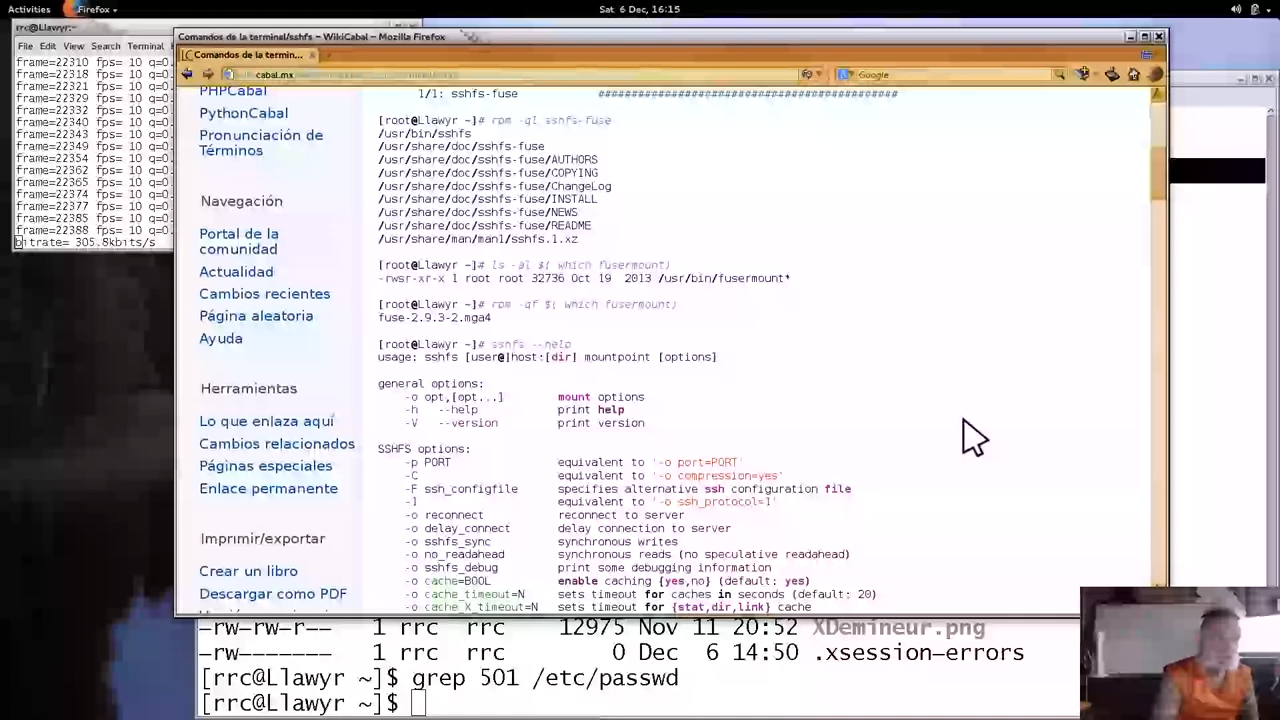 Activities
Firefox
Sat 6 Dec, 16:15
rrc@Llawyr:~
File Edit View Search Terminal
frame=22310 fps= 10 q=0.
frame=22318 fps= 10 q=0.
frame=22321 fps= 10 q=0.
frame=22329 fps= 10 q=0.
frame=22332 fps= 10 q=0.
frame=22340 fps= 10 q=0.
frame=22343 fps= 10 q=0.
frame=22349 fps= 10 q=0.
frame=22354 fps= 10 q=0.
frame=22362 fps= 10 q=0.
frame=22365 fps= 10 q=0.
frame=22374 fps= 10 q=0.
frame=22377 fps= 10 q=0.
frame=22385 fps= 10 q=0.
frame=22388 fps= 10 q=0.
bitrate= 305.8kbits/s
Comandos de la terminal/sshfs – WikiCabal – Mozilla Firefox
Comandos de la termin...
cabal.mx
Google
PHPCabal
PythonCabal
Pronunciación de
Términos
Navegación
Portal de la
comunidad
Actualidad
Cambios recientes
Página aleatoria
Ayuda
Herramientas
Lo que enlaza aquí
Cambios relacionados
Páginas especiales
Enlace permanente
Imprimir/exportar
Crear un libro
Descargar como PDF
1/1: sshfs-fuse #############################################
[root@Llawyr ~]# rpm -ql sshfs-fuse
/usr/bin/sshfs
/usr/share/doc/sshfs-fuse
/usr/share/doc/sshfs-fuse/AUTHORS
/usr/share/doc/sshfs-fuse/COPYING
/usr/share/doc/sshfs-fuse/ChangeLog
/usr/share/doc/sshfs-fuse/INSTALL
/usr/share/doc/sshfs-fuse/NEWS
/usr/share/doc/sshfs-fuse/README
/usr/share/man/man1/sshfs.1.xz
[root@Llawyr ~]# ls -al $( which fusermount)
-rwsr-xr-x 1 root root 32736 Oct 19 2013 /usr/bin/fusermount*
[root@Llawyr ~]# rpm -qf $( which fusermount)
fuse-2.9.3-2.mga4
[root@Llawyr ~]# sshfs --help
usage: sshfs [user@]host:[dir] mountpoint [options]
general options:
-o opt,[opt...] mount options
-h --help print help
-V --version print version
SSHFS options:
-p PORT equivalent to '-o port=PORT'
-C equivalent to '-o compression=yes'
-F ssh_configfile specifies alternative ssh configuration file
-1 equivalent to '-o ssh_protocol=1'
-o reconnect reconnect to server
-o delay_connect delay connection to server
-o sshfs_sync synchronous writes
-o no_readahead synchronous reads (no speculative readahead)
-o sshfs_debug print some debugging information
-o cache=BOOL enable caching {yes,no} (default: yes)
-o cache_timeout=N sets timeout for caches in seconds (default: 20)
-o cache_X_timeout=N sets timeout for {stat,dir,link} cache
-rw-rw-r-- 1 rrc rrc 12975 Nov 11 20:52 XDemineur.png
-rw------- 1 rrc rrc 0 Dec 6 14:50 .xsession-errors
[rrc@Llawyr ~]$ grep 501 /etc/passwd
[rrc@Llawyr ~]$